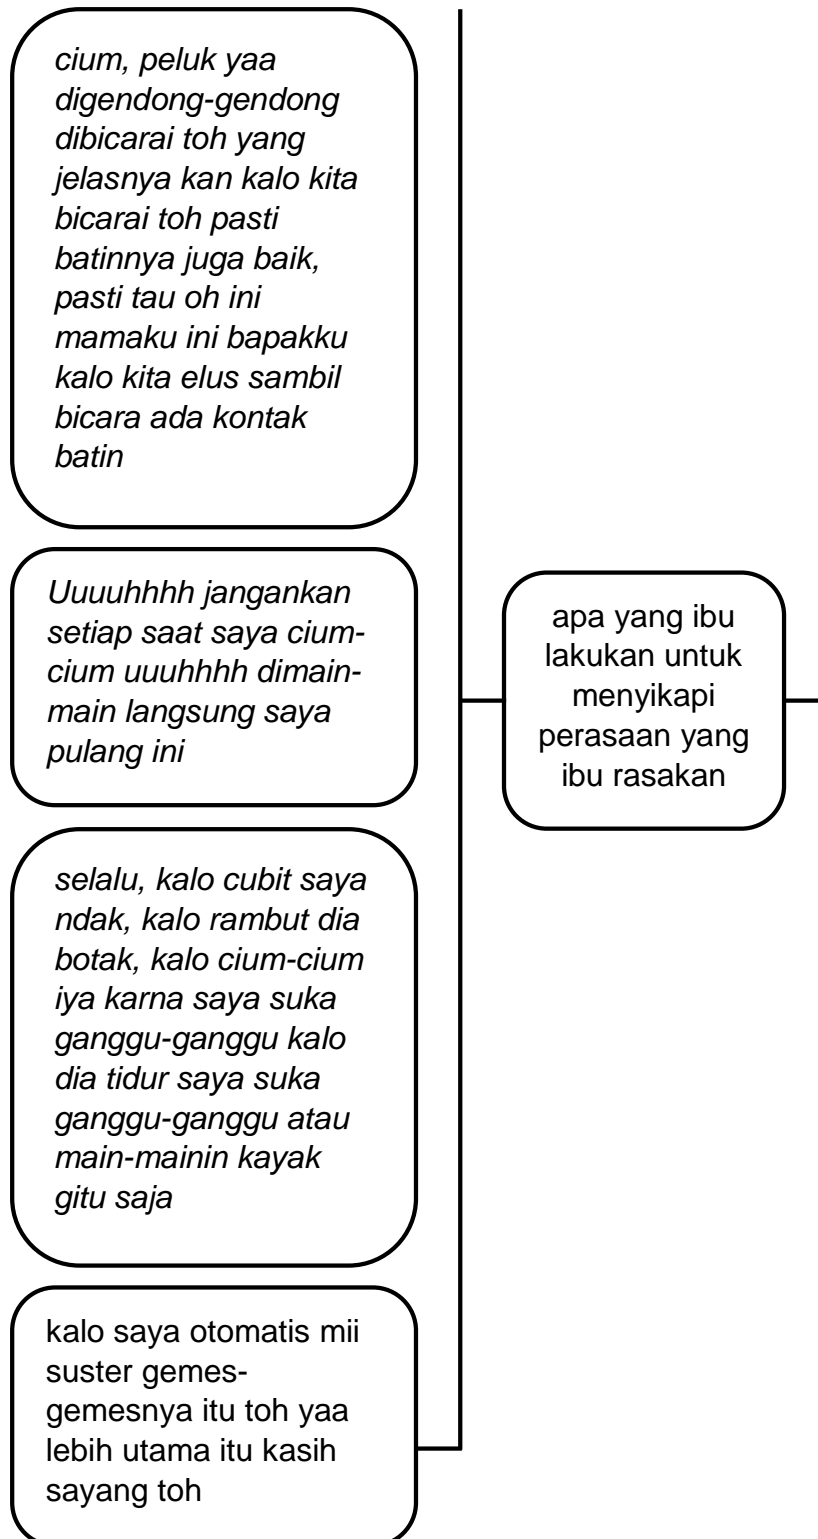 cium, peluk yaa
digendong-gendong
dibicarai toh yang
jelasnya kan kalo kita
bicarai toh pasti
batinnya juga baik,
pasti tau oh ini
mamaku ini bapakku
kalo kita elus sambil
bicara ada kontak
batin
Uuuuhhhh jangankan
setiap saat saya cium-
cium uuuhhhh dimain-
main langsung saya
pulang ini
selalu, kalo cubit saya
ndak, kalo rambut dia
botak, kalo cium-cium
iya karna saya suka
ganggu-ganggu kalo
dia tidur saya suka
ganggu-ganggu atau
main-mainin kayak
gitu saja
kalo saya otomatis mii
suster gemes-
gemesnya itu toh yaa
lebih utama itu kasih
sayang toh
apa yang ibu
lakukan untuk
menyikapi
perasaan yang
ibu rasakan